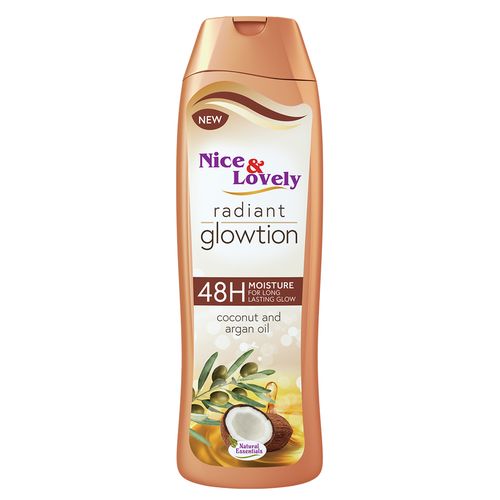 NEW
Nice &
Lovely
radiant
glowtion
48H MOISTURE
FOR LONG
LASTING GLOW
coconut and
argan oil
Natural
Essentials